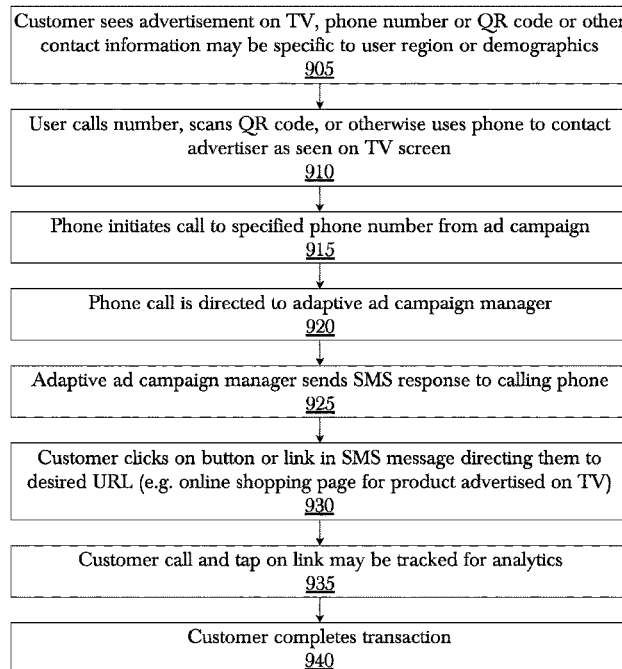 Customer sees advertisement on TV, phone number or QR code or other
contact information may be specific to user region or demographics
905
User calls number, scans QR code, or otherwise uses phone to contact
advertiser as seen on TV screen
910
Phone initiates call to specified phone number from ad campaign
915
Phone call is directed to adaptive ad campaign manager
920
Adaptive ad campaign manager sends SMS response to calling phone
925
Customer clicks on button or link in SMS message directing them to
desired URL (e.g. online shopping page for product advertised on TV)
930
Customer call and tap on link may be tracked for analytics
935
Customer completes transaction
940